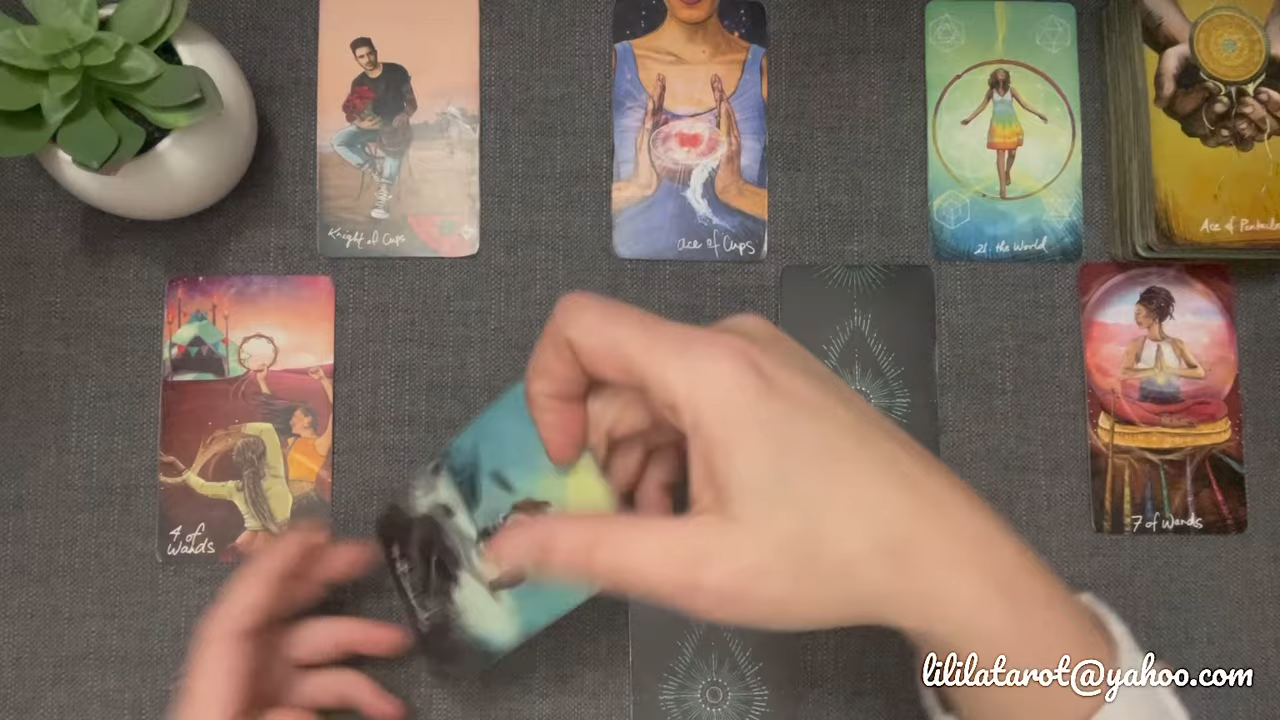 Knight of Cups
ace of Cups
21. the World
Ace of
4 of
Wands
7 of Wands
lililatarot@yahoo.com